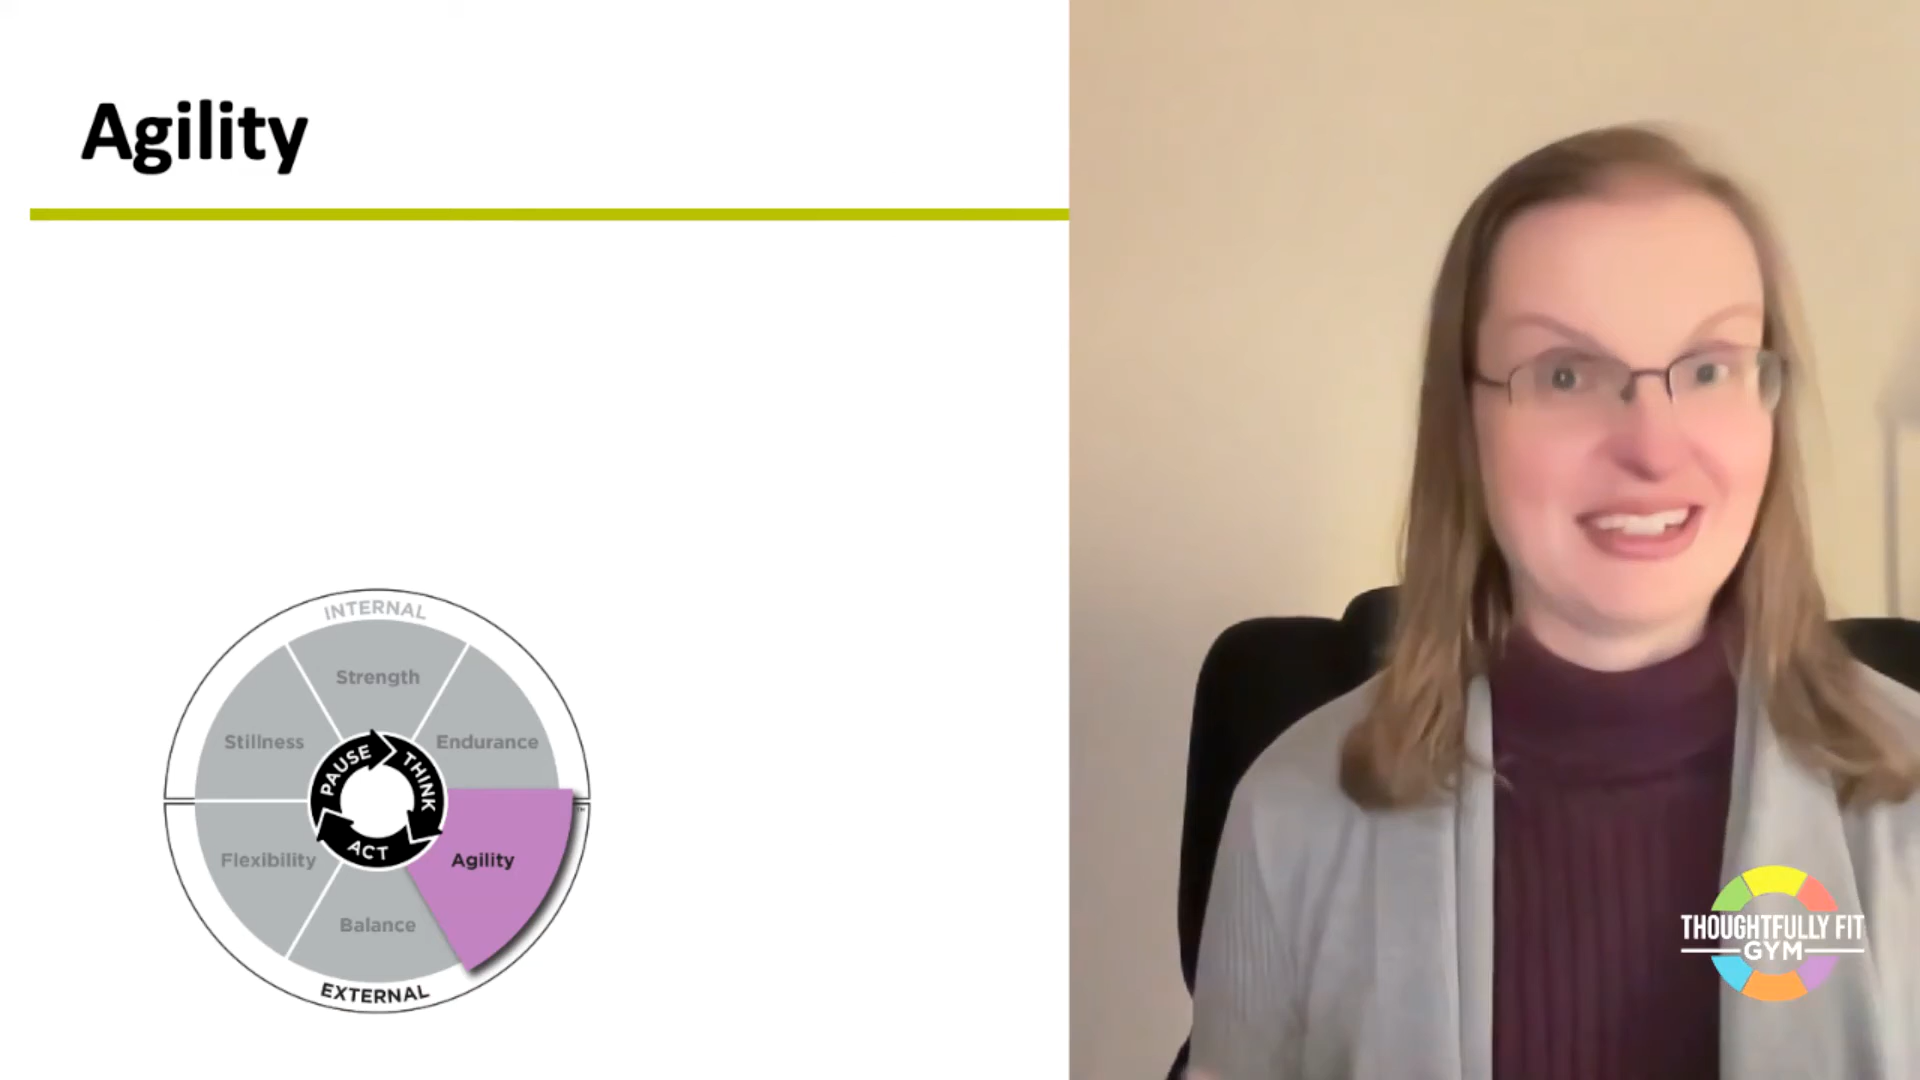 Agility
INTERNAL
Strength
Stillness
Endurance
PAUSE
THINK
ACT
Flexibility
Agility
Balance
EXTERNAL
THOUGHTFULLY FIT
GYM